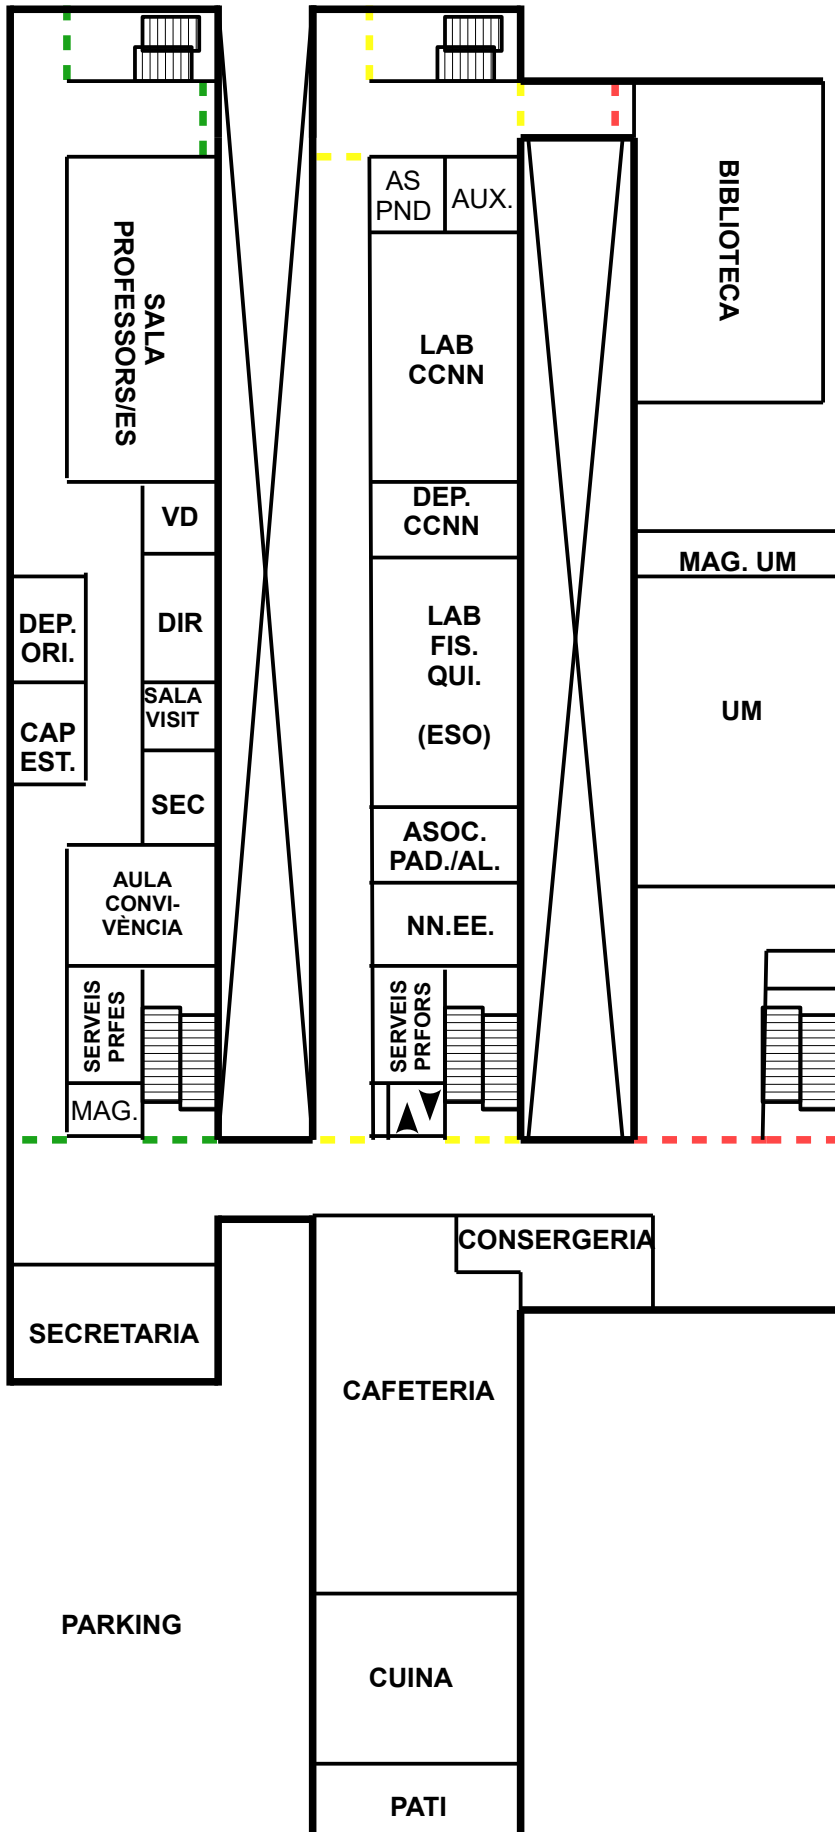 AS
PND
AUX.
BIBLIOTECA
SALA
PROFESSORS/ES
LAB
CCNN
VD
DEP.
CCNN
MAG. UM
DEP.
ORI.
DIR
LAB
FIS.
QUI.
(ESO)
SALA
VISIT
UM
CAP
EST.
SEC
ASOC.
PAD./AL.
AULA
CONVI-
VÈNCIA
NN.EE.
SERVEIS
PRFES
SERVEIS
PRFORS
MAG.
CONSERGERIA
SECRETARIA
CAFETERIA
PARKING
CUINA
PATI